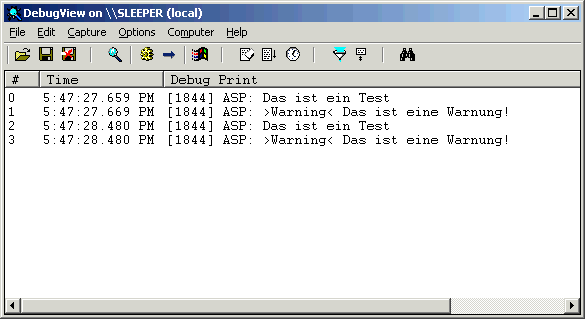 DebugView on \\SLEEPER (local)
File Edit Capture Options Computer Help
# Time Debug Print
0 5:47:27.659 PM [1844] ASP: Das ist ein Test
1 5:47:27.669 PM [1844] ASP: >Warning< Das ist eine Warnung!
2 5:47:28.480 PM [1844] ASP: Das ist ein Test
3 5:47:28.480 PM [1844] ASP: >Warning< Das ist eine Warnung!